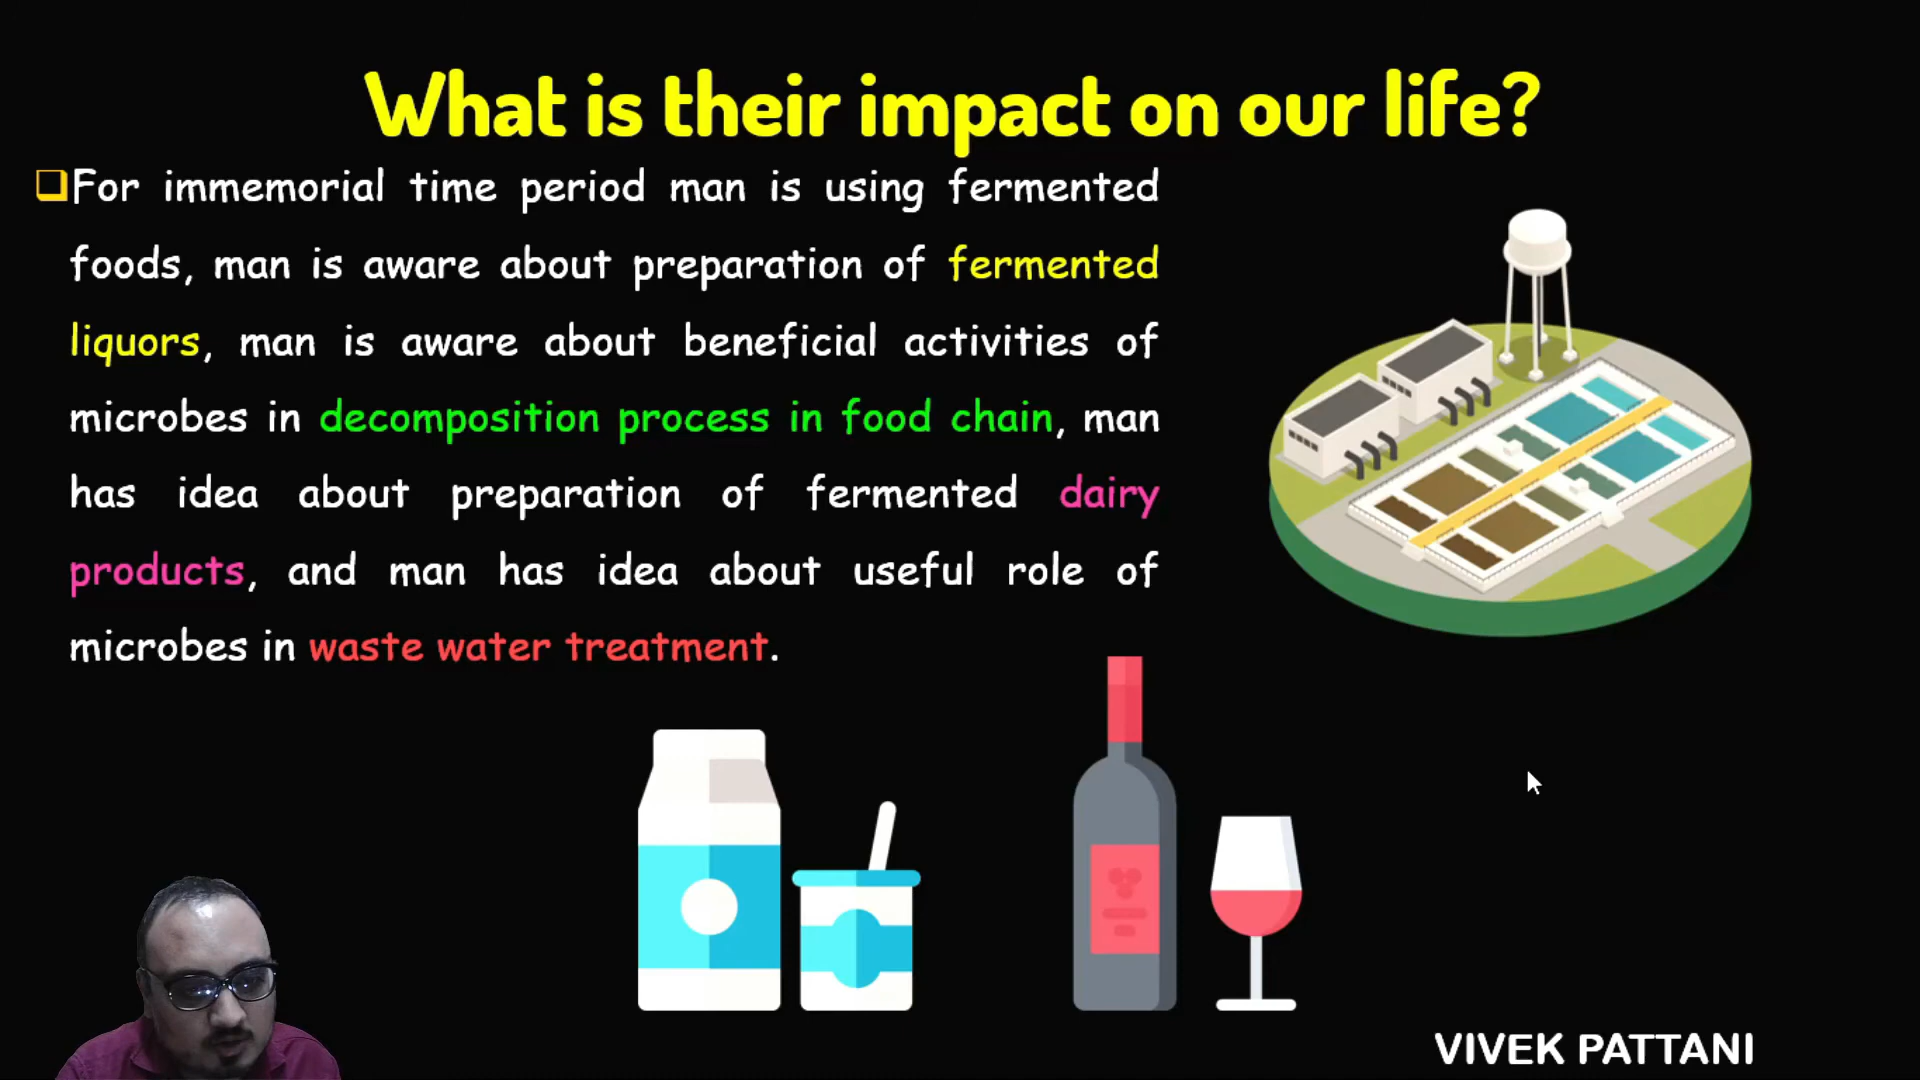 What is their impact on our life?
For immemorial time period man is using fermented
foods, man is aware about preparation of fermented
liquors, man is aware about beneficial activities of
microbes in decomposition process in food chain, man
has idea about preparation of fermented dairy
products, and man has idea about useful role of
microbes in waste water treatment.
VIVEK PATTANI